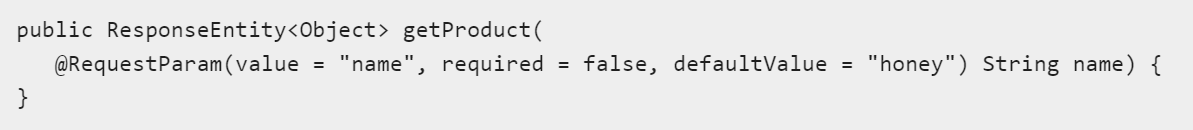 public ResponseEntity<Object> getProduct(
   @RequestParam(value = "name", required = false, defaultValue = "honey") String name) {
}